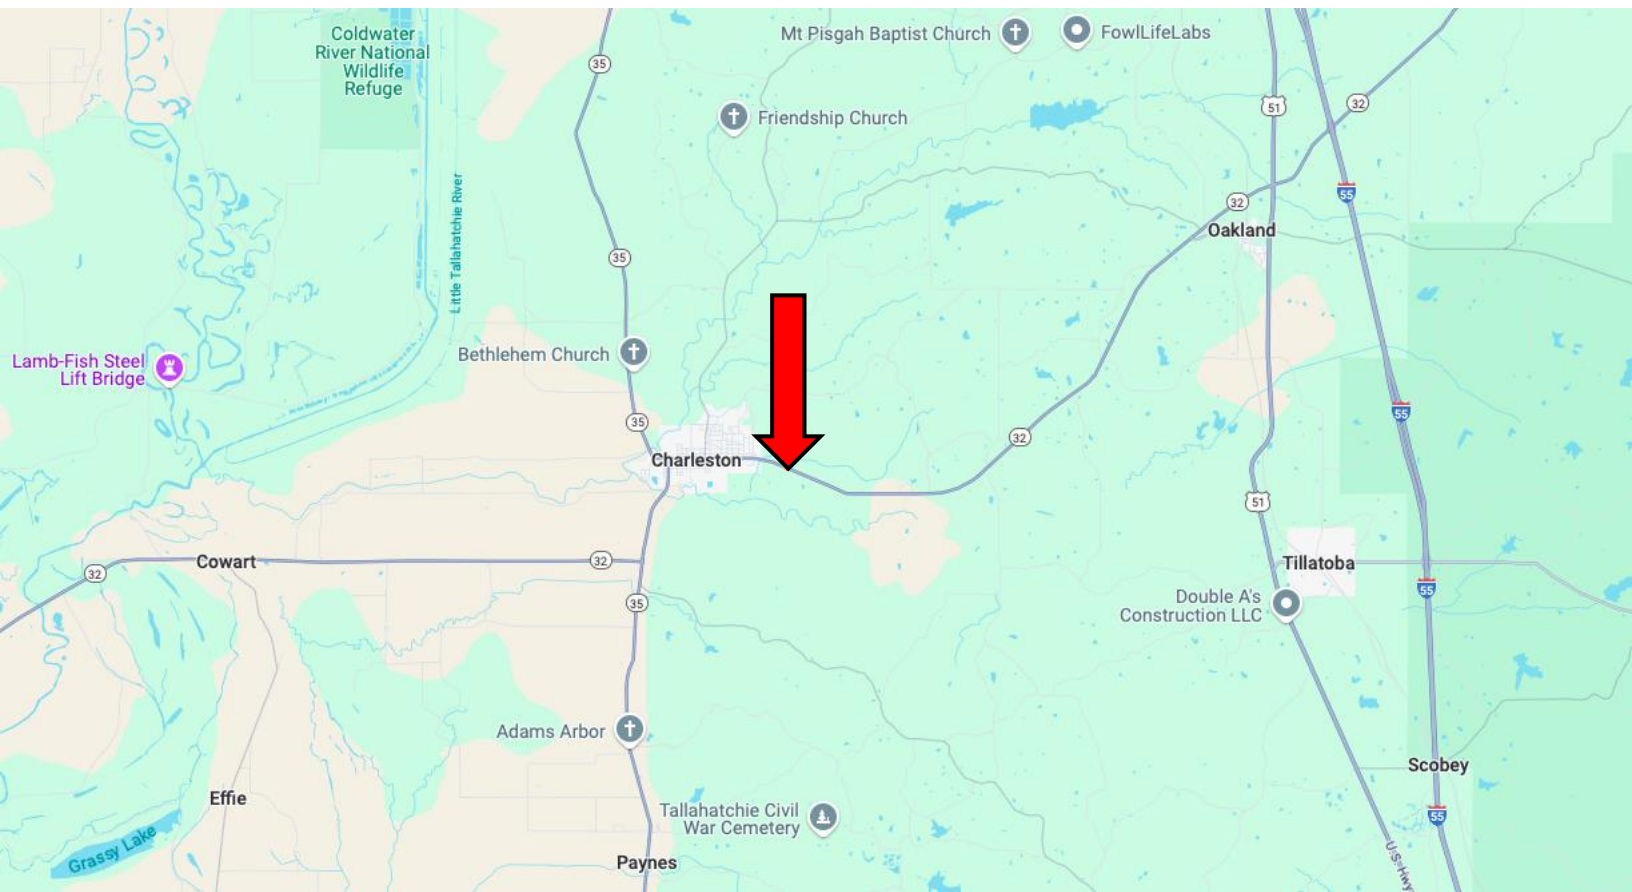 Coldwater
River National
Wildlife
Refuge
35
Mt Pisgah Baptist Church
FowlLifeLabs
51
32
Friendship Church
55
32
Oakland
Little Tallahatchie River
35
Lamb-Fish Steel
Lift Bridge
Bethlehem Church
35
32
55
Charleston
51
Cowart
32
32
Tillatoba
55
35
Double A's
Construction LLC
Adams Arbor
Scobey
Effie
Tallahatchie Civil
War Cemetery
55
Grassy Lake
Paynes
U.S. Hwy